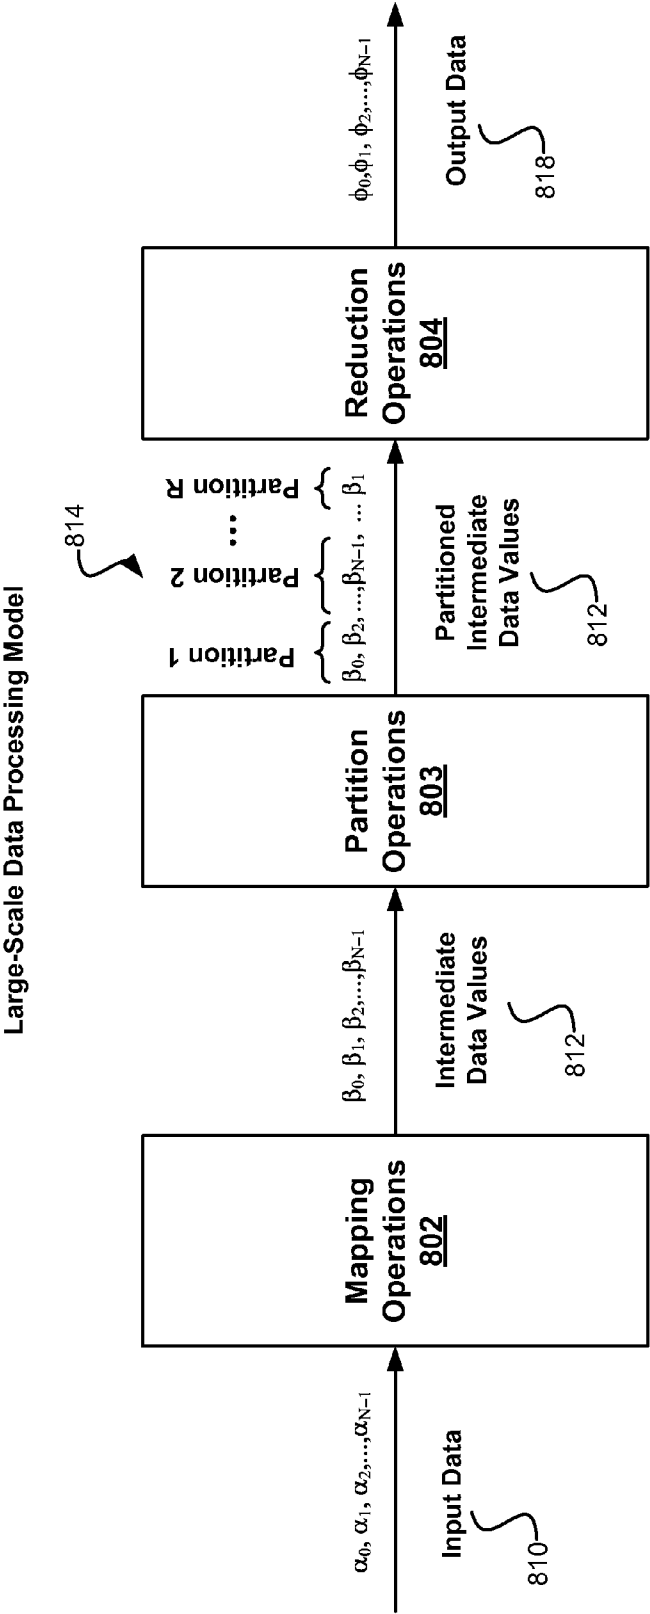 Large-Scale Data Processing Model
α0, α1, α2,...,αN−1
Input Data
810
Mapping
Operations
802
β0, β1, β2,...,βN−1
Intermediate
Data Values
812
Partition
Operations
803
814
Partition 1
Partition 2
...
Partition R
β0, β2, ...,βN-1, ... β1
Partitioned
Intermediate
Data Values
812
Reduction
Operations
804
ϕ0,ϕ1, ϕ2,...,ϕN−1
Output Data
818